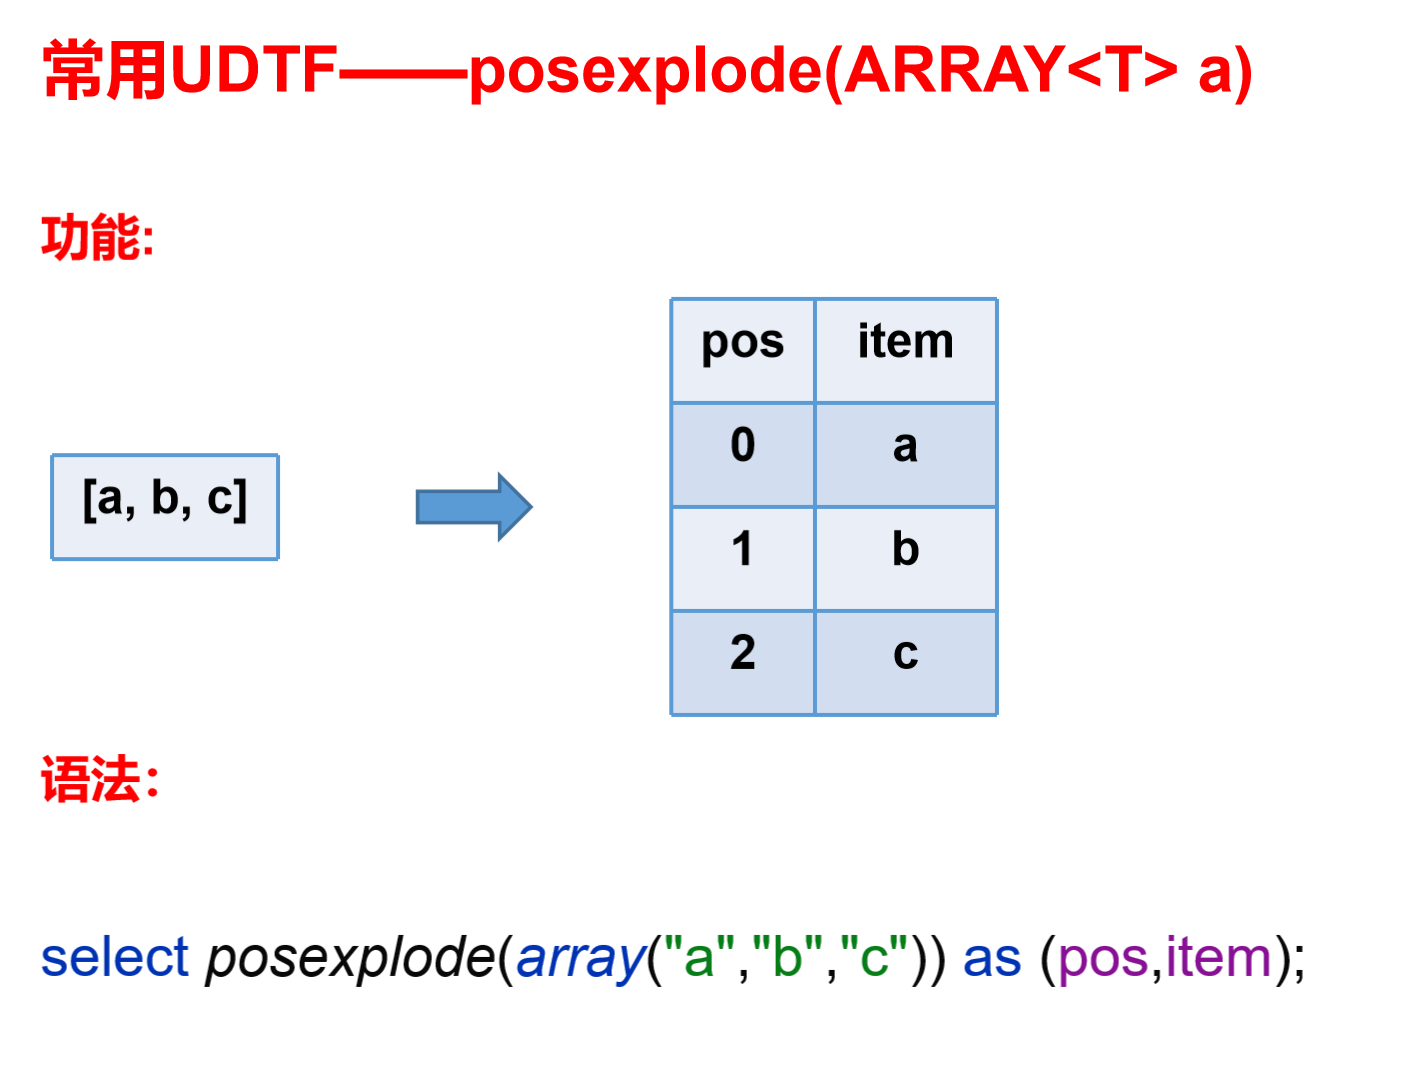 常用UDTF——posexplode(ARRAY<T> a)
功能:
pos item
0 a
[a, b, c]
1 b
2 c
语法：
select posexplode(array("a","b","c")) as (pos,item);